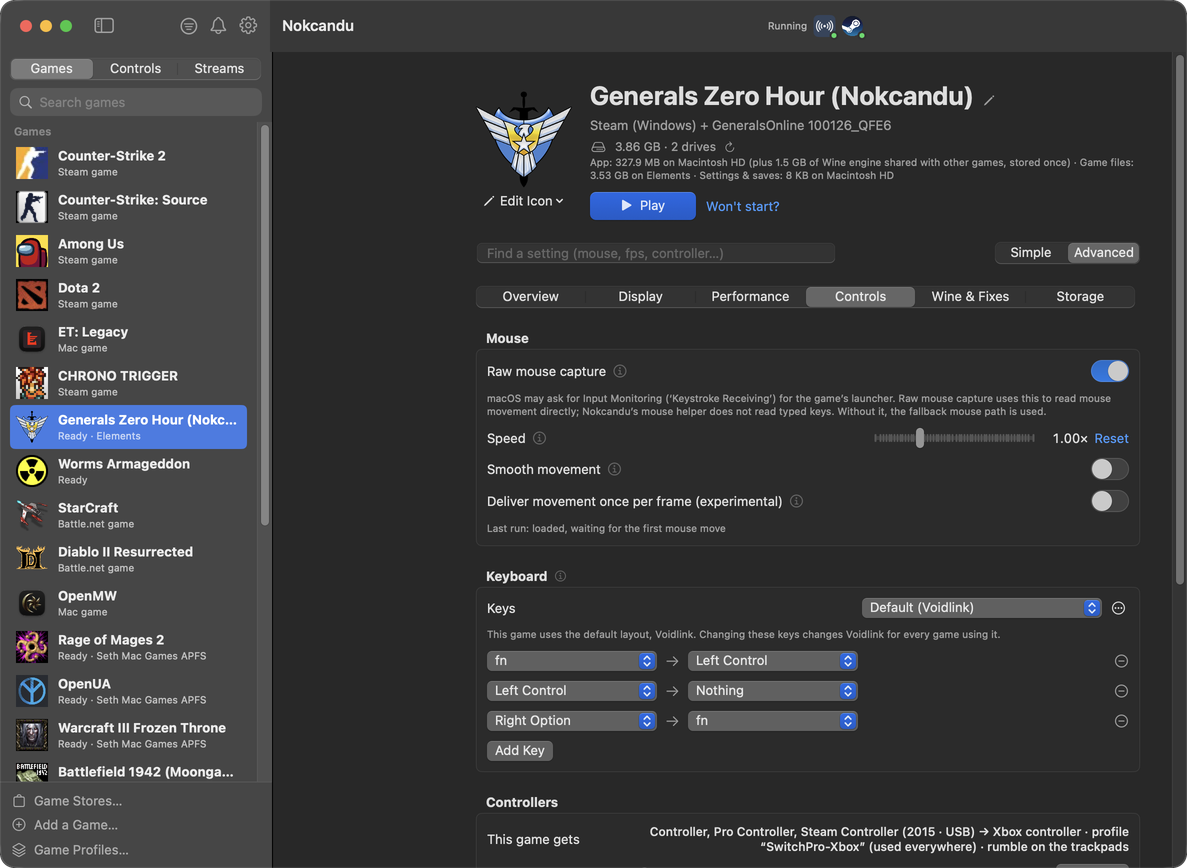 Nokcandu
Running
Games
Controls
Streams
Search games
Games
Counter-Strike 2
Steam game
Counter-Strike: Source
Steam game
Among Us
Steam game
Dota 2
Steam game
ET: Legacy
Mac game
CHRONO TRIGGER
Steam game
Generals Zero Hour (Nokc...
Ready · Elements
Worms Armageddon
Ready
StarCraft
Battle.net game
Diablo II Resurrected
Battle.net game
OpenMW
Mac game
Rage of Mages 2
Ready · Seth Mac Games APFS
OpenUA
Ready · Seth Mac Games APFS
Warcraft III Frozen Throne
Ready · Seth Mac Games APFS
BATTLEFIELD
1942
Battlefield 1942 (Moonga...
Game Stores...
Add a Game...
Game Profiles...
Generals Zero Hour (Nokcandu)
Steam (Windows) + GeneralsOnline 100126_QFE6
3.86 GB · 2 drives
App: 327.9 MB on Macintosh HD (plus 1.5 GB of Wine engine shared with other games, stored once) · Game files:
3.53 GB on Elements · Settings & saves: 8 KB on Macintosh HD
Edit Icon
Play
Won't start?
Find a setting (mouse, fps, controller...)
Simple
Advanced
Overview
Display
Performance
Controls
Wine & Fixes
Storage
Mouse
Raw mouse capture
macOS may ask for Input Monitoring (‘Keystroke Receiving’) for the game’s launcher. Raw mouse capture uses this to read mouse
movement directly; Nokcandu’s mouse helper does not read typed keys. Without it, the fallback mouse path is used.
Speed
1.00×
Reset
Smooth movement
Deliver movement once per frame (experimental)
Last run: loaded, waiting for the first mouse move
Keyboard
Keys
Default (Voidlink)
This game uses the default layout, Voidlink. Changing these keys changes Voidlink for every game using it.
fn → Left Control
Left Control → Nothing
Right Option → fn
Add Key
Controllers
This game gets
Controller, Pro Controller, Steam Controller (2015 · USB) → Xbox controller · profile
“SwitchPro-Xbox” (used everywhere) · rumble on the trackpads